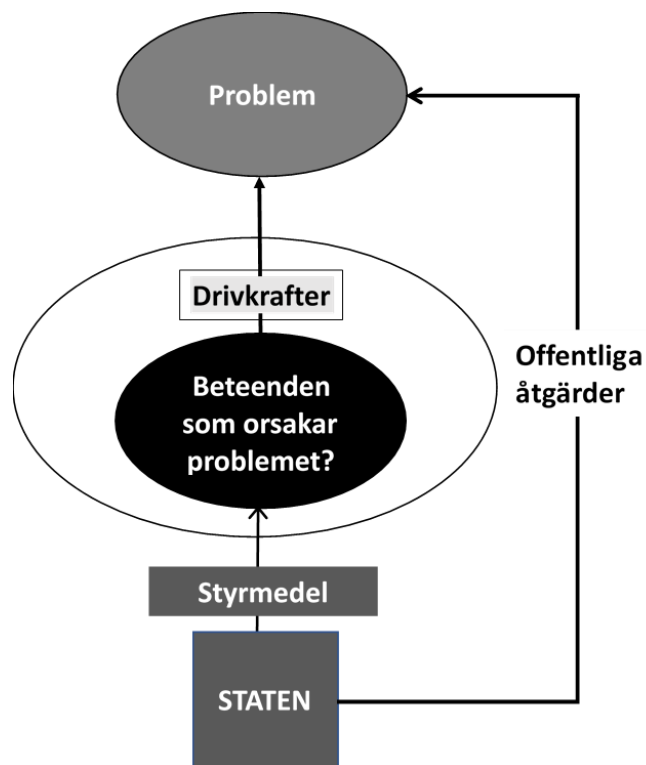 Problem
Drivkrafter
Beteenden
som orsakar
problemet?
Offentliga
åtgärder
Styrmedel
STATEN